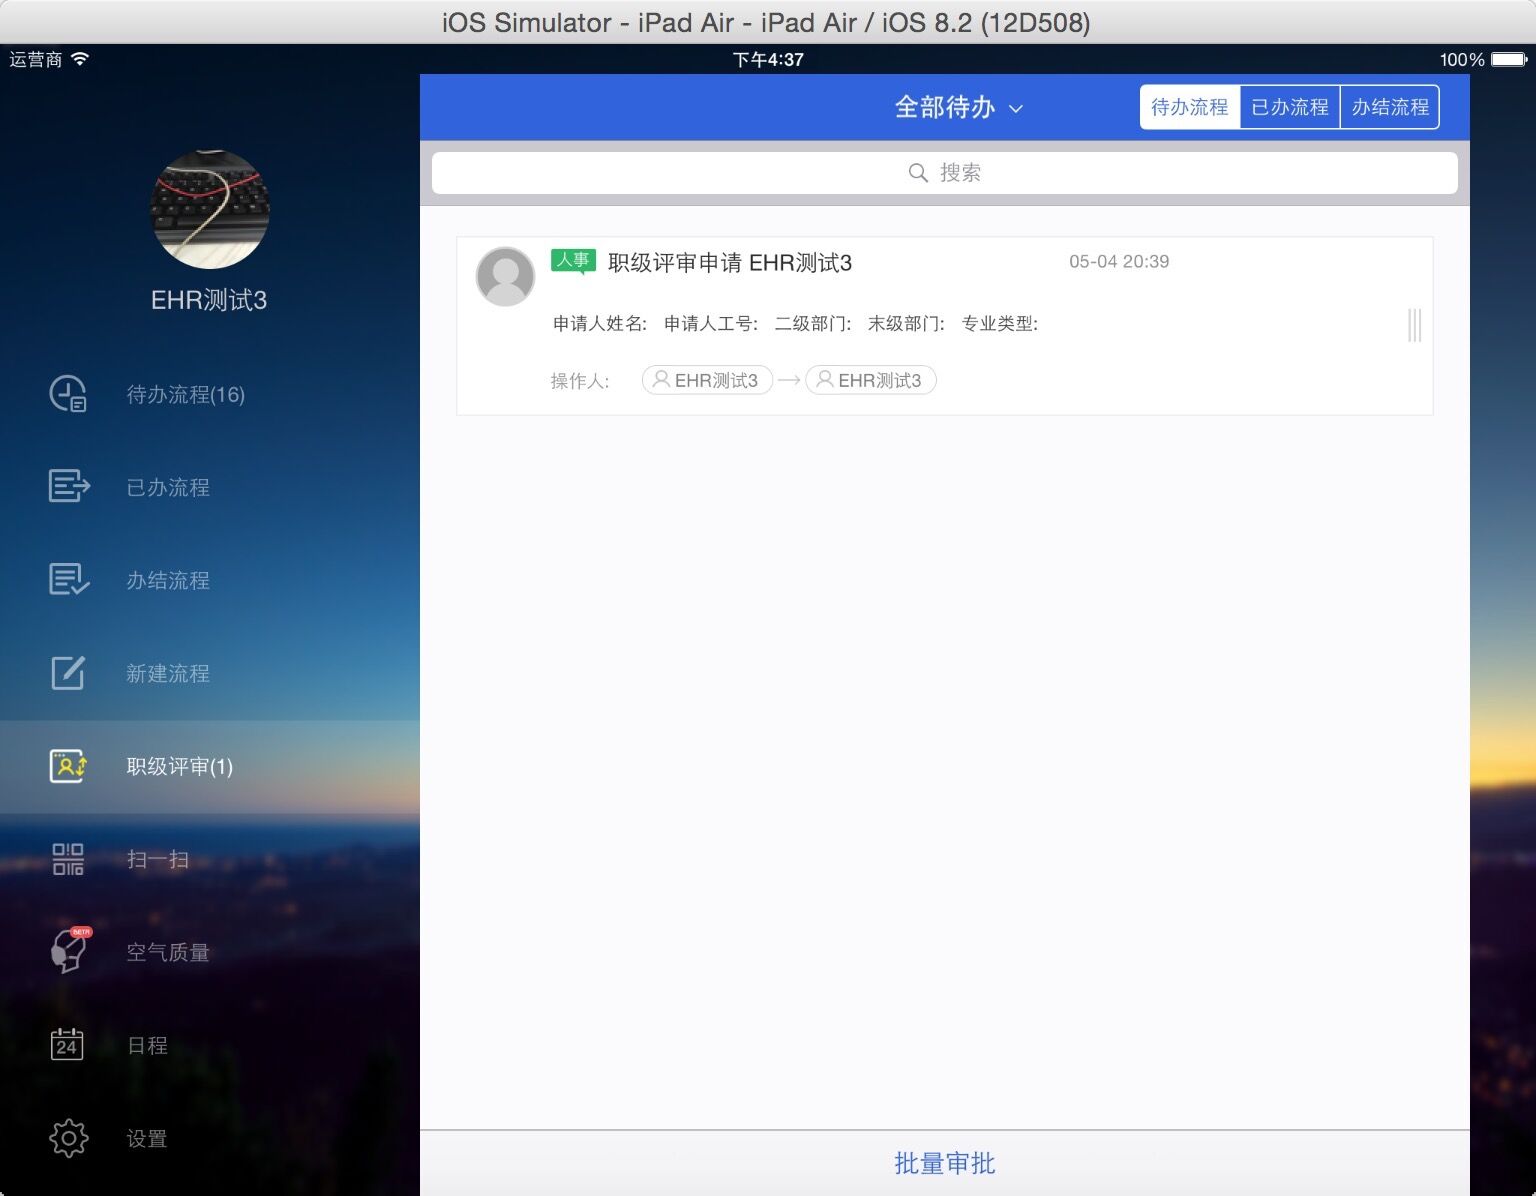 iOS Simulator - iPad Air - iPad Air / iOS 8.2 (12D508)
运营商 下午4:37 100%
EHR测试3
待办流程(16)
已办流程
办结流程
新建流程
职级评审(1)
扫一扫
BETA
空气质量
24
日程
设置
全部待办
待办流程 已办流程 办结流程
搜索
人事 职级评审申请 EHR测试3 05-04 20:39
申请人姓名: 申请人工号: 二级部门: 末级部门: 专业类型:
操作人: EHR测试3 EHR测试3
批量审批